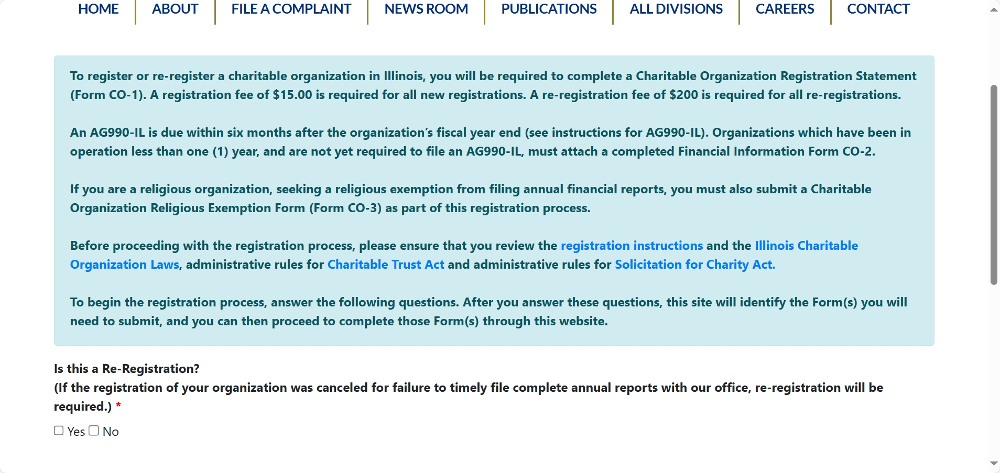 HOME ABOUT FILE A COMPLAINT NEWS ROOM PUBLICATIONS ALL DIVISIONS CAREERS CONTACT
To register or re-register a charitable organization in Illinois, you will be required to complete a Charitable Organization Registration Statement
(Form CO-1). A registration fee of $15.00 is required for all new registrations. A re-registration fee of $200 is required for all re-registrations.
An AG990-IL is due within six months after the organization’s fiscal year end (see instructions for AG990-IL). Organizations which have been in
operation less than one (1) year, and are not yet required to file an AG990-IL, must attach a completed Financial Information Form CO-2.
If you are a religious organization, seeking a religious exemption from filing annual financial reports, you must also submit a Charitable
Organization Religious Exemption Form (Form CO-3) as part of this registration process.
Before proceeding with the registration process, please ensure that you review the registration instructions and the Illinois Charitable
Organization Laws, administrative rules for Charitable Trust Act and administrative rules for Solicitation for Charity Act.
To begin the registration process, answer the following questions. After you answer these questions, this site will identify the Form(s) you will
need to submit, and you can then proceed to complete those Form(s) through this website.
Is this a Re-Registration?
(If the registration of your organization was canceled for failure to timely file complete annual reports with our office, re-registration will be
required.) *
Yes No